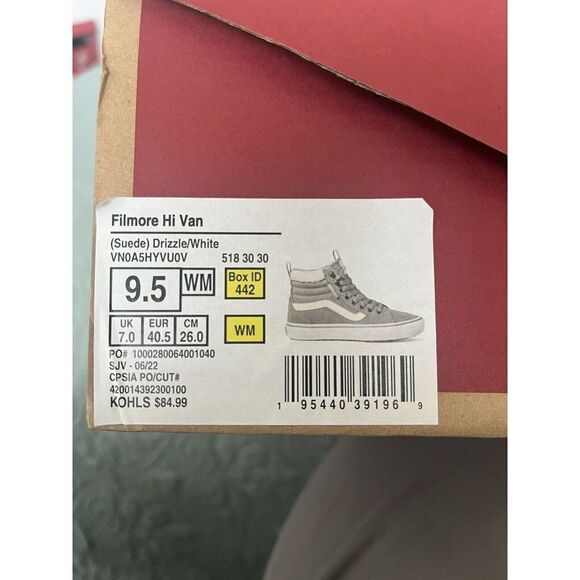 Filmore Hi Van
(Suede) Drizzle/White
VN0A5HYVU0V 518 30 30
9.5 WM Box ID 442
UK 7.0 EUR 40.5 CM 26.0 WM
PO# 1000280064001040
SJV - 06/22
CPSIA PO/CUT#
420014392300100
KOHLS $84.99
1 95440 39196 9